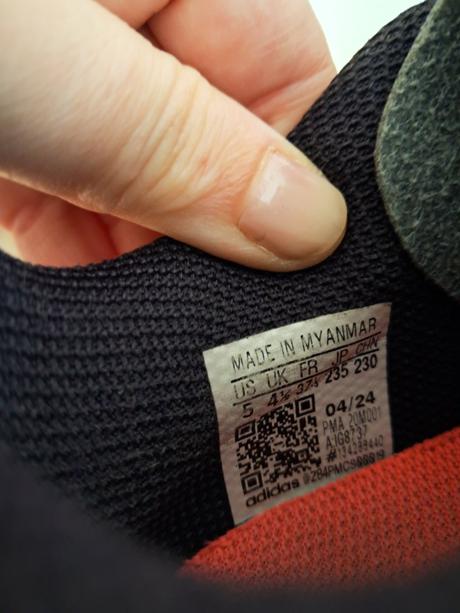 MADE IN MYANMAR
US UK FR JP CHN
5 4½ 37⅓ 235 230
04/24
PMA 20M001
adidas